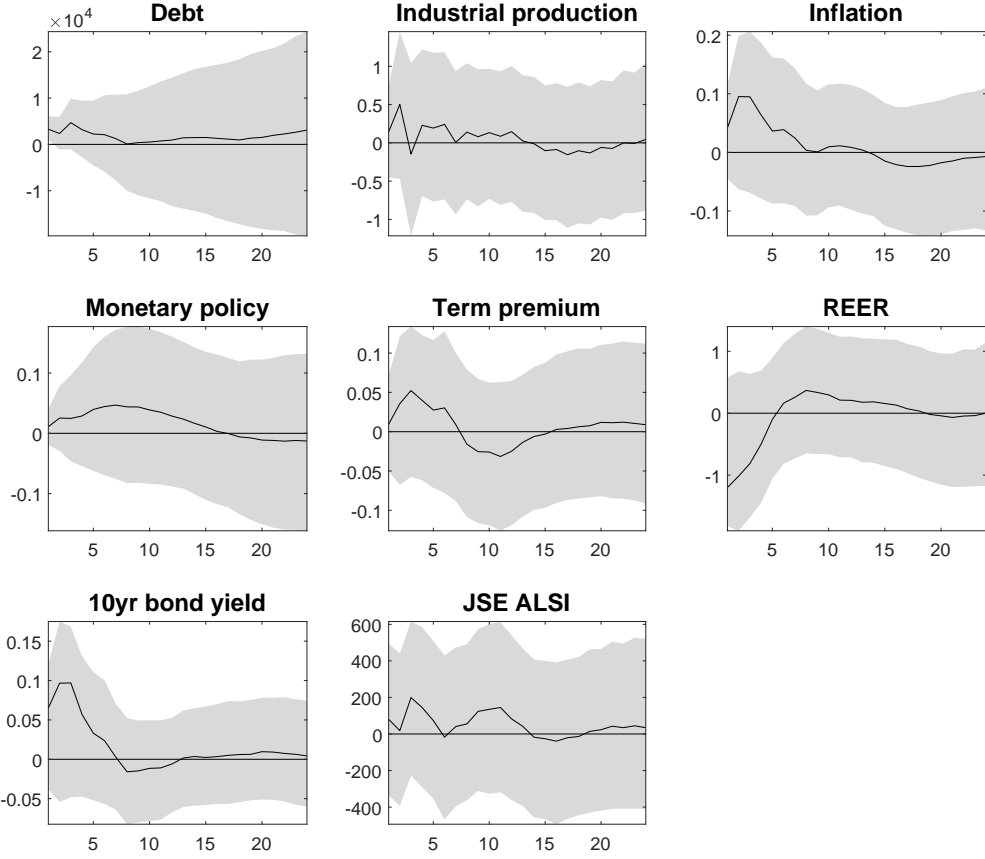 Debt
×10⁴
2
1
0
-1
5 10 15 20
Industrial production
1
0.5
0
-0.5
-1
5 10 15 20
Inflation
0.2
0.1
0
-0.1
5 10 15 20
Monetary policy
0.1
0
-0.1
5 10 15 20
Term premium
0.1
0.05
0
-0.05
-0.1
5 10 15 20
REER
1
0
-1
5 10 15 20
10yr bond yield
0.15
0.1
0.05
0
-0.05
5 10 15 20
JSE ALSI
600
400
200
0
-200
-400
5 10 15 20